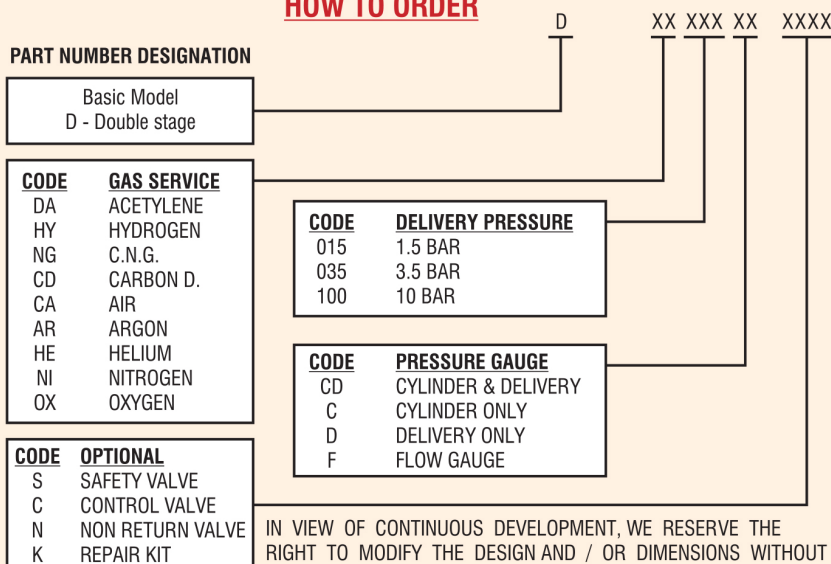 HOW TO ORDER
D XX XXX XX XXXX
PART NUMBER DESIGNATION
Basic Model
D - Double stage
CODE GAS SERVICE
DA ACETYLENE
HY HYDROGEN
NG C.N.G.
CD CARBON D.
CA AIR
AR ARGON
HE HELIUM
NI NITROGEN
OX OXYGEN
CODE DELIVERY PRESSURE
015 1.5 BAR
035 3.5 BAR
100 10 BAR
CODE PRESSURE GAUGE
CD CYLINDER & DELIVERY
C CYLINDER ONLY
D DELIVERY ONLY
F FLOW GAUGE
CODE OPTIONAL
S SAFETY VALVE
C CONTROL VALVE
N NON RETURN VALVE
K REPAIR KIT
IN VIEW OF CONTINUOUS DEVELOPMENT, WE RESERVE THE
RIGHT TO MODIFY THE DESIGN AND / OR DIMENSIONS WITHOUT